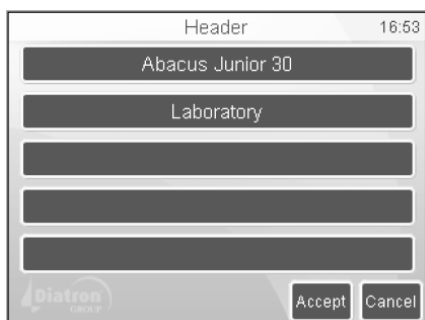 Header 16:53
Abacus Junior 30
Laboratory
Diatron
GROUP
Accept Cancel